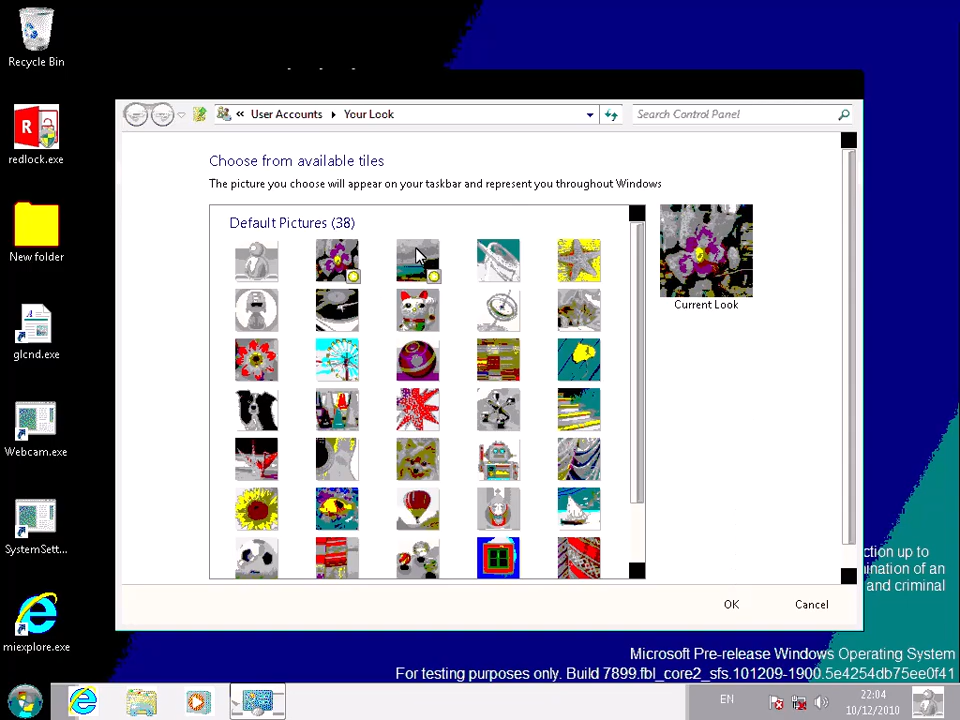 Recycle Bin
redlock.exe
New folder
glcnd.exe
Webcam.exe
SystemSett...
miexplore.exe
« User Accounts Your Look
Search Control Panel
Choose from available tiles
The picture you choose will appear on your taskbar and represent you throughout Windows
Default Pictures (38)
Current Look
OK
Cancel
ction up to
ination of an
and criminal
Microsoft Pre-release Windows Operating System
For testing purposes only. Build 7899.fbl_core2_sfs.101209-1900.5e4254db75ee0f41
EN
22:04
10/12/2010